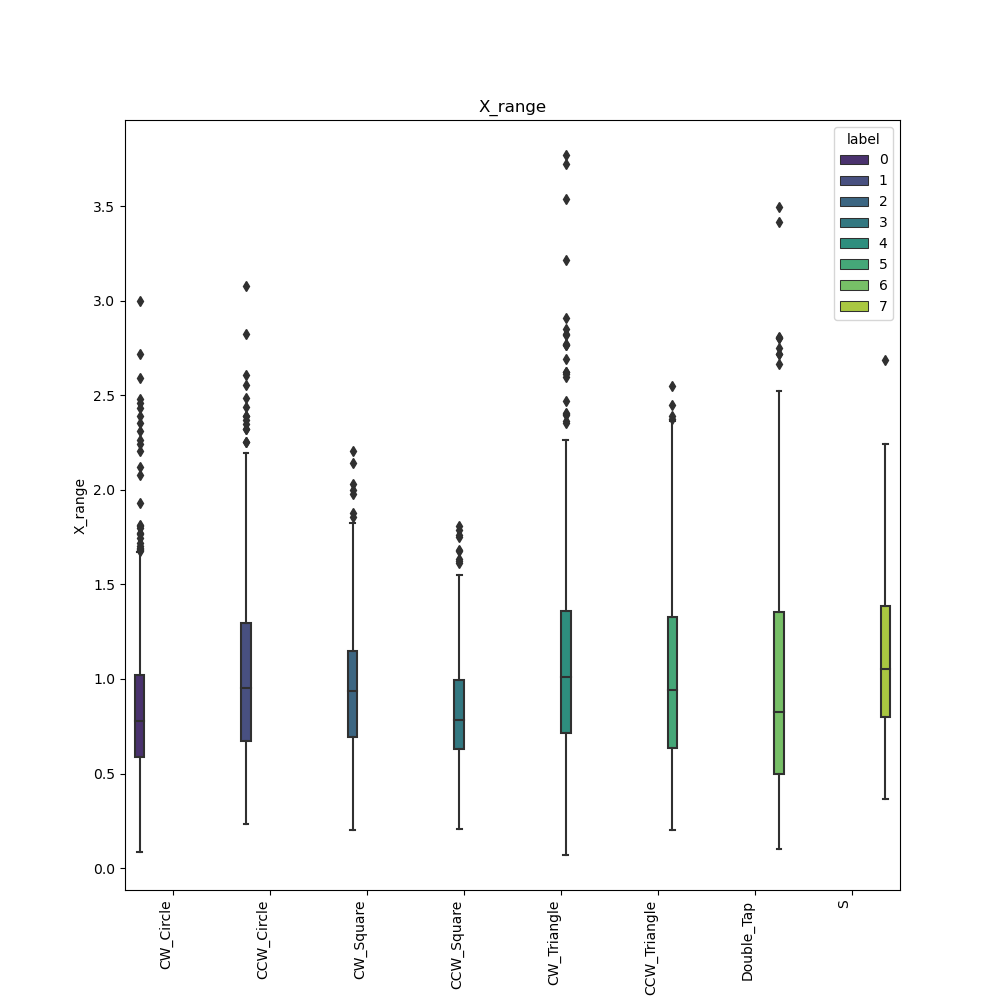 X_range
label
0
1
2
3
4
5
6
7
3.5
3.0
2.5
2.0
1.5
1.0
0.5
0.0
X_range
CW_Circle
CCW_Circle
CW_Square
CCW_Square
CW_Triangle
CCW_Triangle
Double_Tap
S